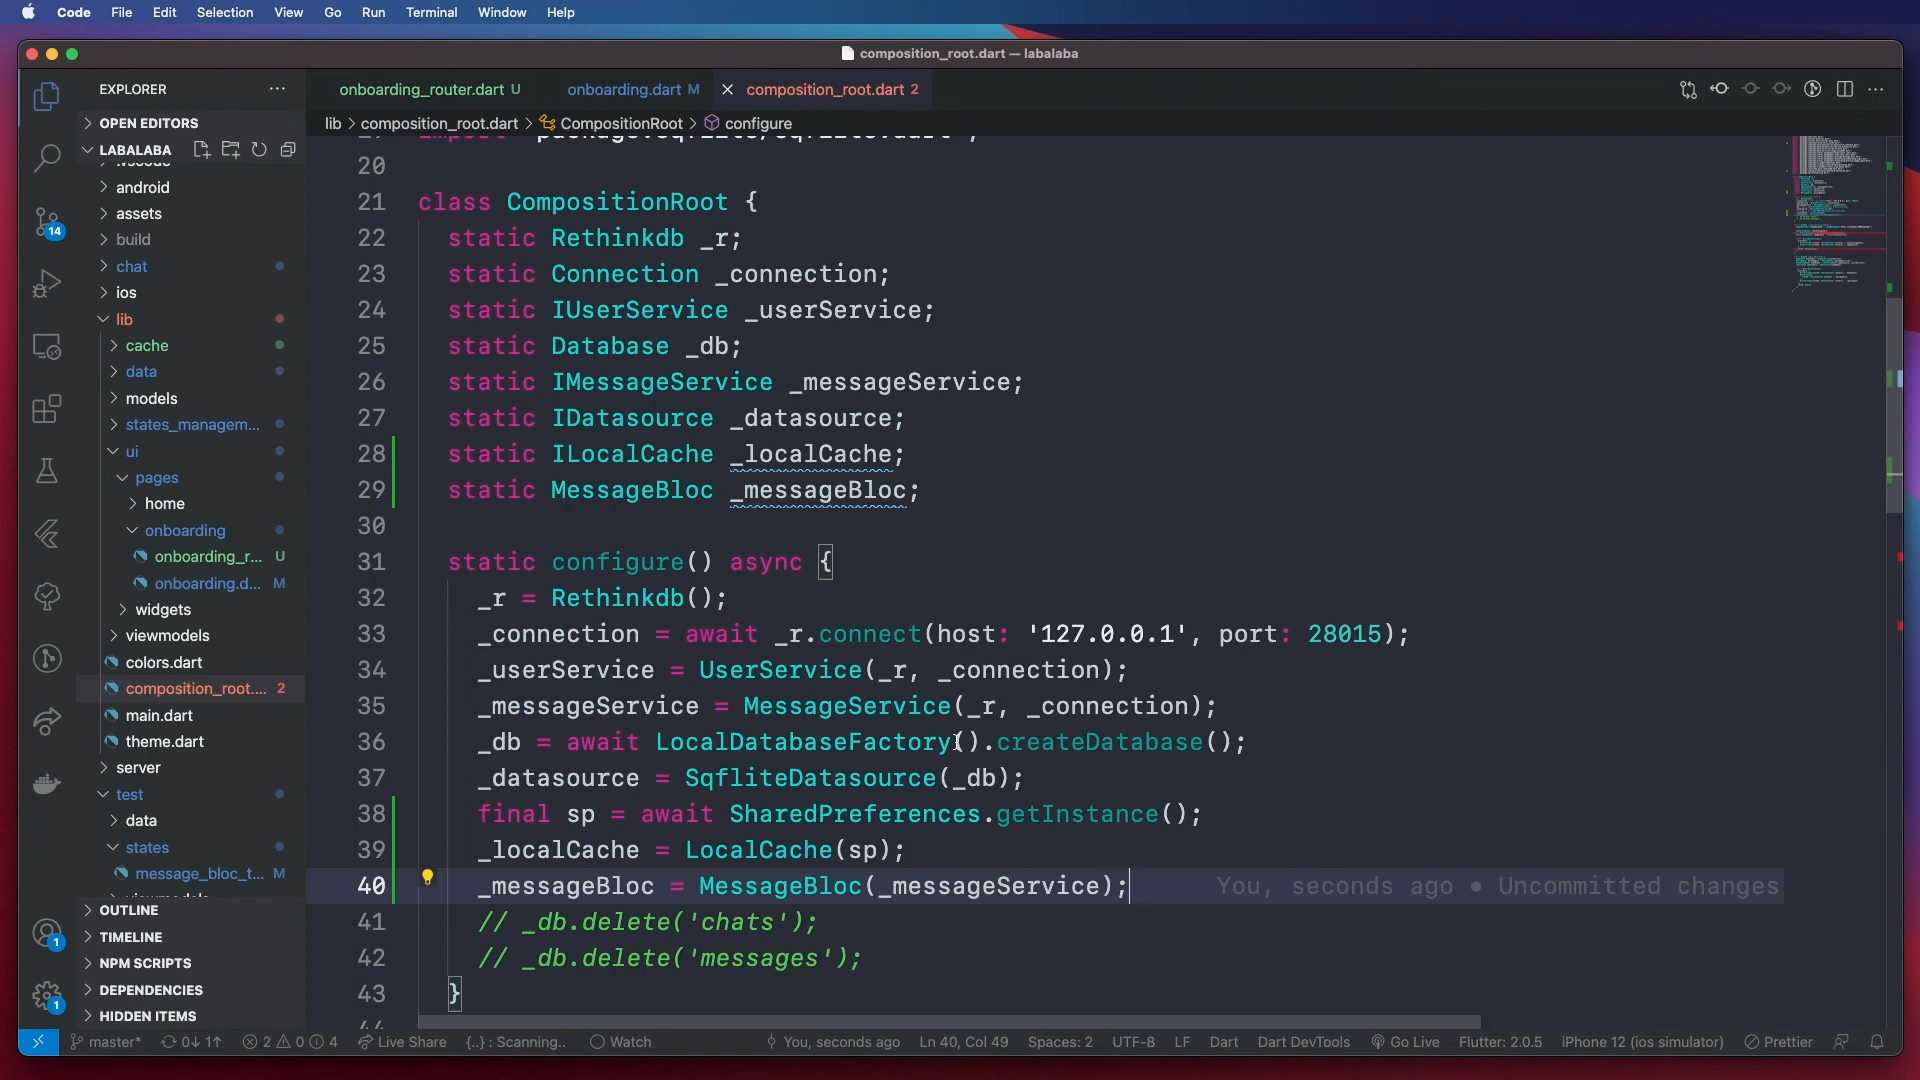 Code File Edit Selection View Go Run Terminal Window Help
composition_root.dart — labalaba
EXPLORER
onboarding_router.dart U
onboarding.dart M
composition_root.dart 2
OPEN EDITORS
lib > composition_root.dart > CompositionRoot > configure
LABALABA
.vscode
android
assets
build
chat
ios
lib
cache
data
models
states_managem...
ui
pages
home
onboarding
onboarding_r... U
onboarding.d... M
widgets
viewmodels
colors.dart
composition_root.... 2
main.dart
theme.dart
server
test
data
states
message_bloc_t... M
OUTLINE
TIMELINE
NPM SCRIPTS
DEPENDENCIES
HIDDEN ITEMS
14
1
1
20
21 class CompositionRoot {
22 static Rethinkdb _r;
23 static Connection _connection;
24 static IUserService _userService;
25 static Database _db;
26 static IMessageService _messageService;
27 static IDatasource _datasource;
28 static ILocalCache _localCache;
29 static MessageBloc _messageBloc;
30
31 static configure() async {
32 _r = Rethinkdb();
33 _connection = await _r.connect(host: '127.0.0.1', port: 28015);
34 _userService = UserService(_r, _connection);
35 _messageService = MessageService(_r, _connection);
36 _db = await LocalDatabaseFactory().createDatabase();
37 _datasource = SqfliteDatasource(_db);
38 final sp = await SharedPreferences.getInstance();
39 _localCache = LocalCache(sp);
40 _messageBloc = MessageBloc(_messageService); You, seconds ago • Uncommitted changes
41 // _db.delete('chats');
42 // _db.delete('messages');
43 }
44
master* 0↓ 1↑ 2 0 4 Live Share {..} : Scanning.. Watch You, seconds ago Ln 40, Col 49 Spaces: 2 UTF-8 LF Dart Dart DevTools Go Live Flutter: 2.0.5 iPhone 12 (ios simulator) Prettier